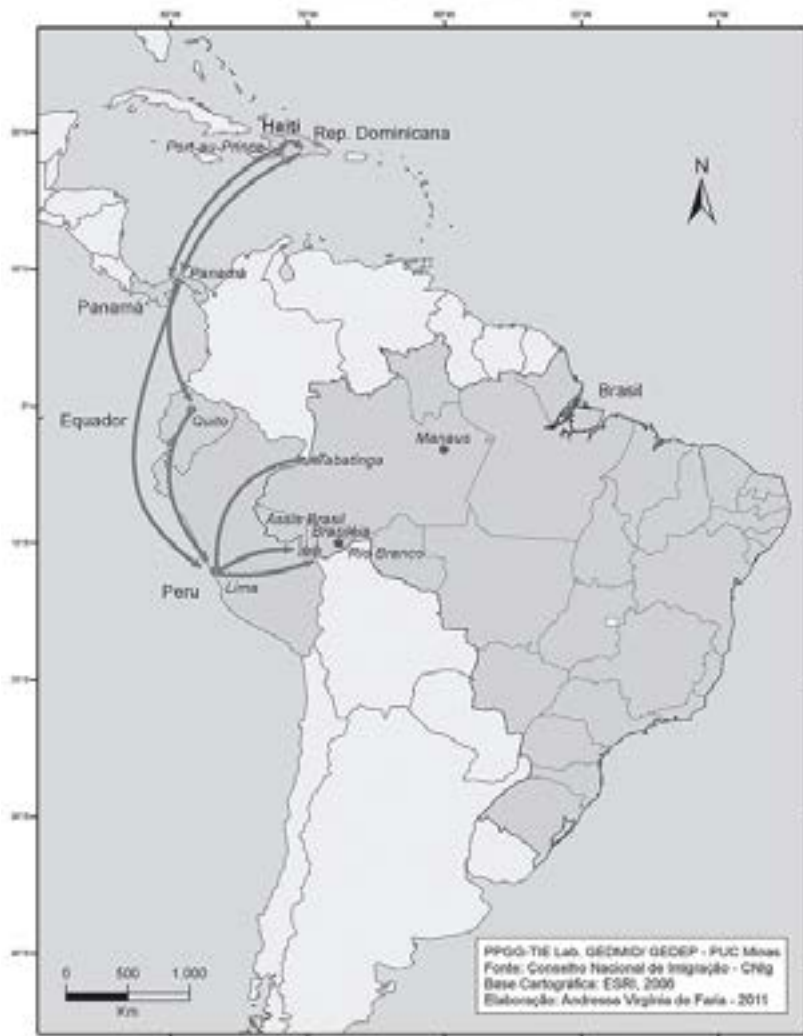 Haiti
Rep. Dominicana
Port-au-Prince
N
Panamá
Panamá
Brasil
Equador
Quito
Manaus
Tabatinga
Assis Brasil
Brasiléia
Rio Branco
Peru
Lima
0 500 1.000
Km
PPGG-TIE Lab. GEDMID/ GEDEP - PUC Minas
Fonte: Conselho Nacional de Imigração - CNIg
Base Cartográfica: ESRI, 2006
Elaboração: Andressa Virgínia de Faria - 2011